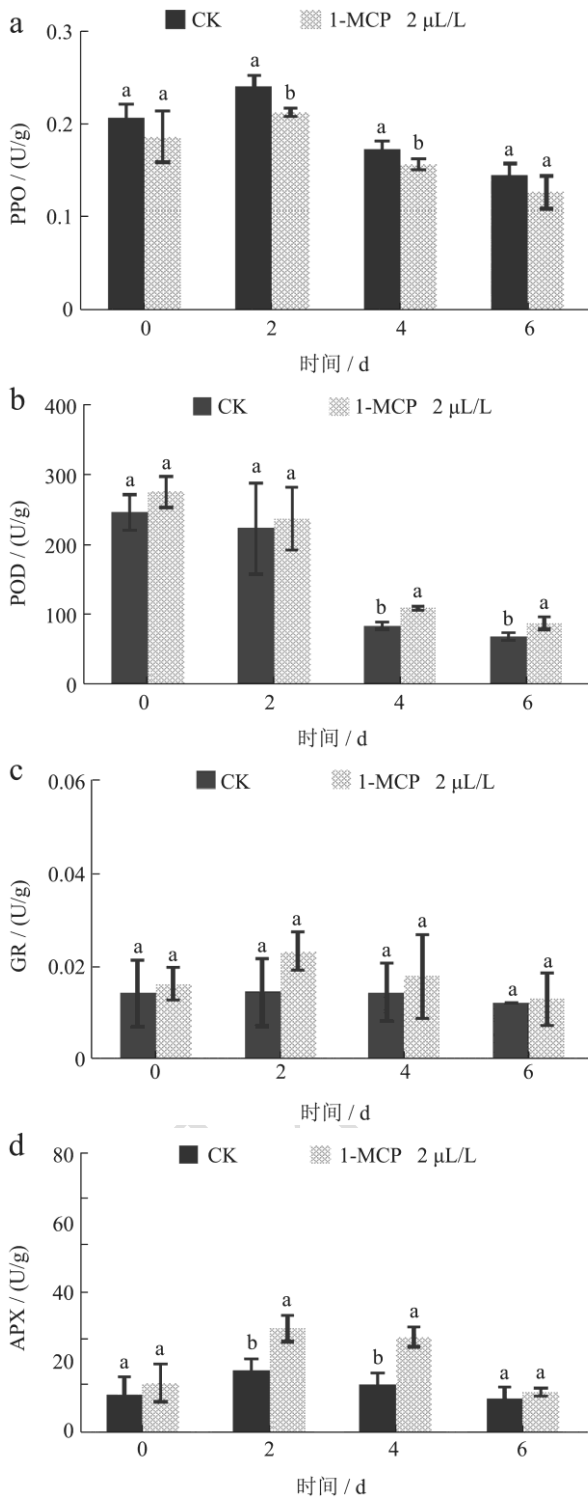 a
CK 1-MCP 2 μL/L
0.3
0.2
0.1
0
PPO / (U/g)
a a a b a b a a
0 2 4 6
时间 / d
b
CK 1-MCP 2 μL/L
400
300
200
100
0
POD / (U/g)
a a a a b a b a
0 2 4 6
时间 / d
c
CK 1-MCP 2 μL/L
0.06
0.04
0.02
0
GR / (U/g)
a a a a a a a a
0 2 4 6
时间 / d
d
CK 1-MCP 2 μL/L
80
60
40
20
0
APX / (U/g)
a a b a b a a a
0 2 4 6
时间 / d